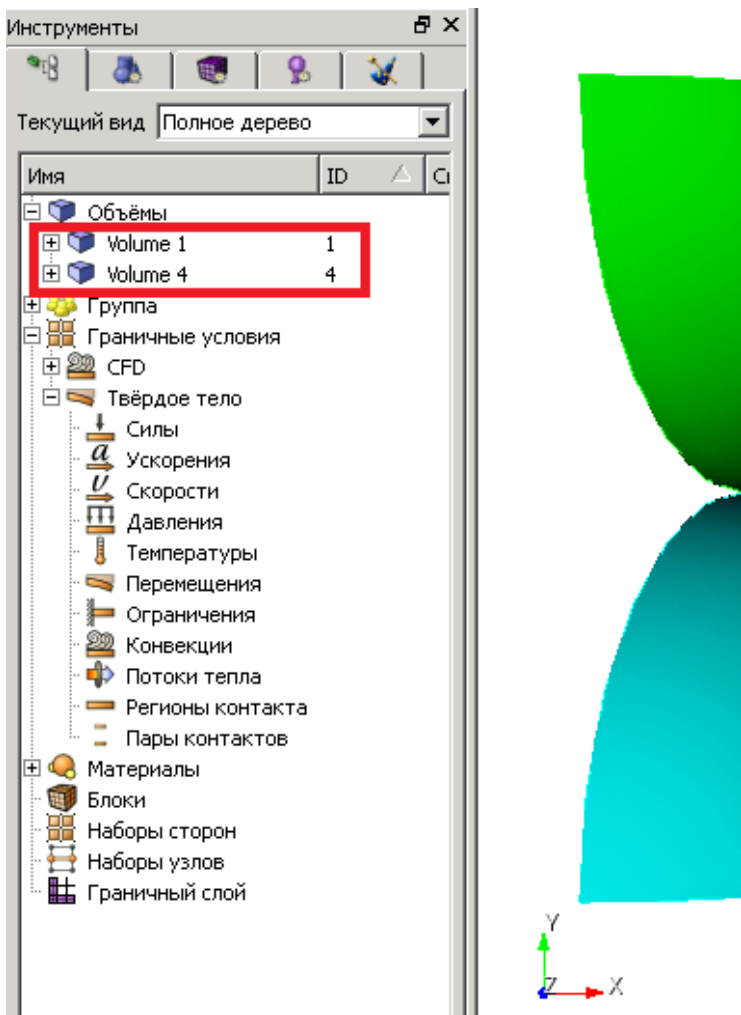 Инструменты
Текущий вид Полное дерево
Имя ID
Объёмы
Volume 1 1
Volume 4 4
Группа
Граничные условия
CFD
Твёрдое тело
Силы
Ускорения
Скорости
Давления
Температуры
Перемещения
Ограничения
Конвекции
Потоки тепла
Регионы контакта
Пары контактов
Материалы
Блоки
Наборы сторон
Наборы узлов
Граничный слой
Y
Z X